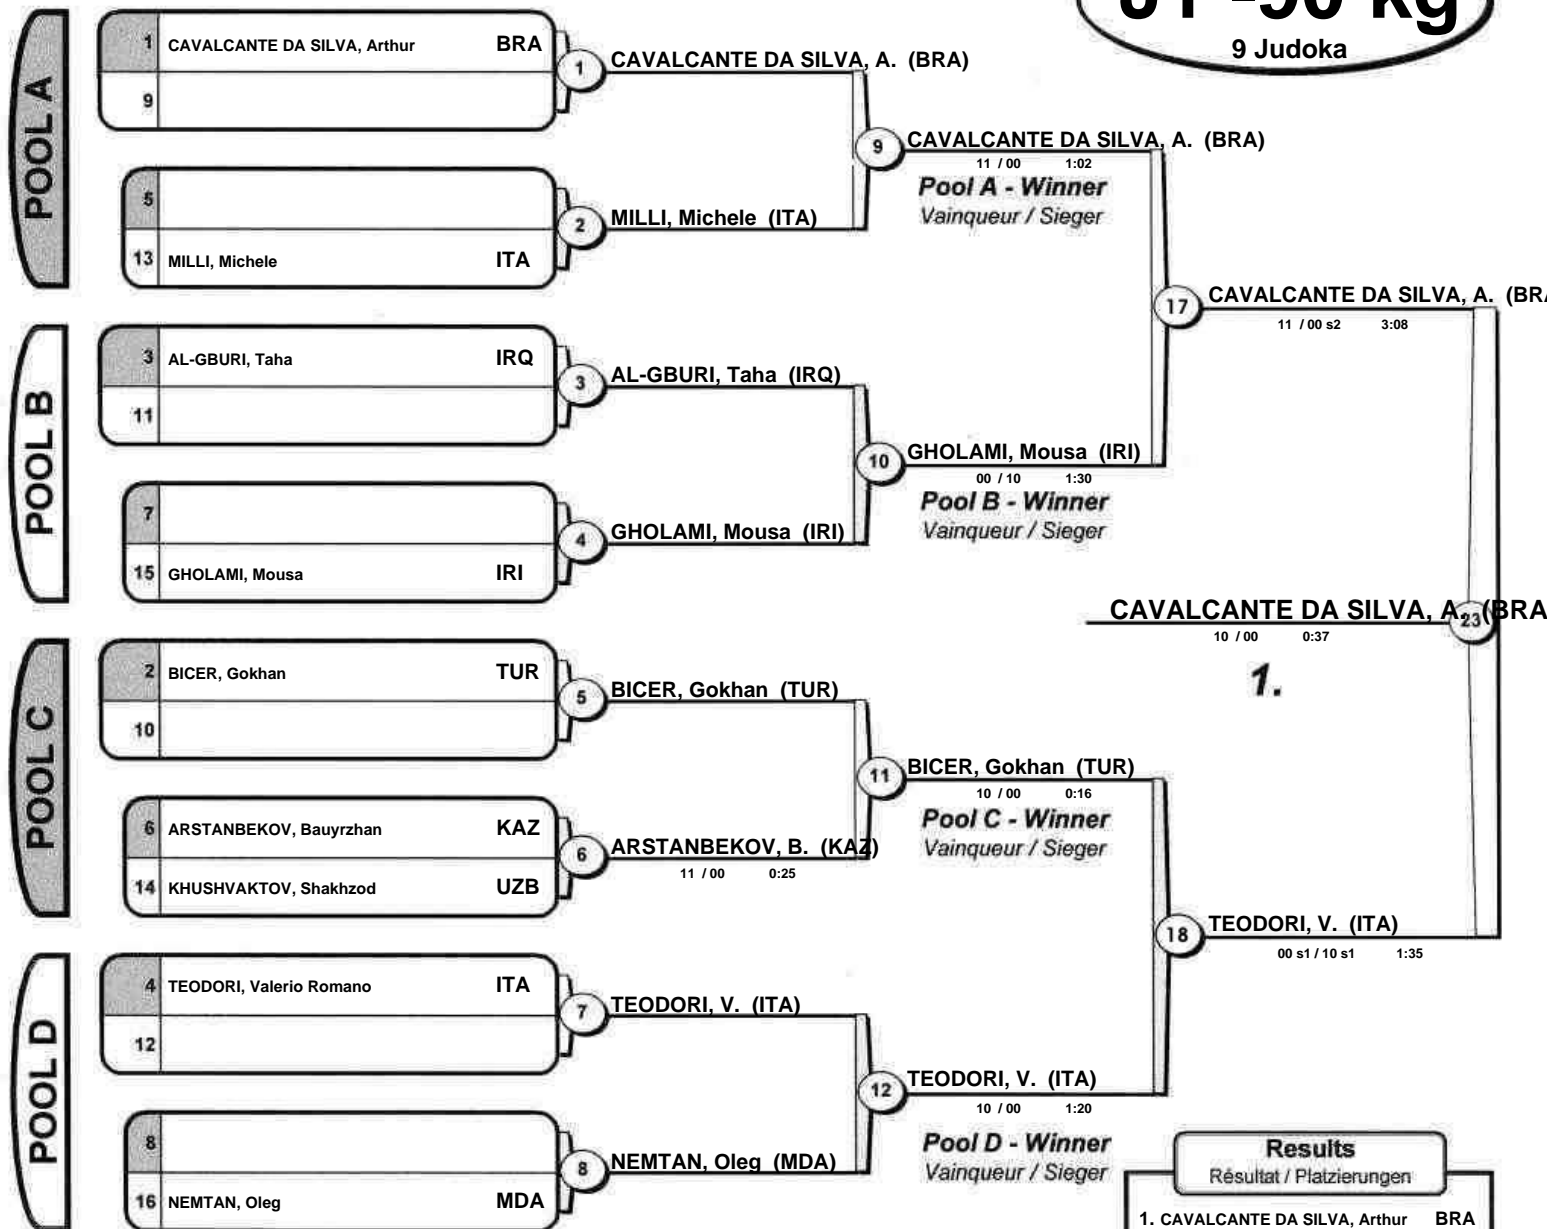 J1 -90 kg
9 Judoka
POOL A
1 CAVALCANTE DA SILVA, Arthur BRA
9
1
CAVALCANTE DA SILVA, A. (BRA)
5
13 MILLI, Michele ITA
2
MILLI, Michele (ITA)
9
CAVALCANTE DA SILVA, A. (BRA)
11 / 00 1:02
Pool A - Winner
Vainqueur / Sieger
POOL B
3 AL-GBURI, Taha IRQ
11
3
AL-GBURI, Taha (IRQ)
7
15 GHOLAMI, Mousa IRI
4
GHOLAMI, Mousa (IRI)
10
GHOLAMI, Mousa (IRI)
00 / 10 1:30
Pool B - Winner
Vainqueur / Sieger
17
CAVALCANTE DA SILVA, A. (BRA
11 / 00 s2 3:08
CAVALCANTE DA SILVA, A. (BRA
23
10 / 00 0:37
1.
POOL C
2 BICER, Gokhan TUR
10
5
BICER, Gokhan (TUR)
6 ARSTANBEKOV, Bauyrzhan KAZ
14 KHUSHVAKTOV, Shakhzod UZB
6
ARSTANBEKOV, B. (KAZ)
11 / 00 0:25
11
BICER, Gokhan (TUR)
10 / 00 0:16
Pool C - Winner
Vainqueur / Sieger
POOL D
4 TEODORI, Valerio Romano ITA
12
7
TEODORI, V. (ITA)
8
16 NEMTAN, Oleg MDA
8
NEMTAN, Oleg (MDA)
12
TEODORI, V. (ITA)
10 / 00 1:20
Pool D - Winner
Vainqueur / Sieger
18
TEODORI, V. (ITA)
00 s1 / 10 s1 1:35
Results
Résultat / Platzierungen
1. CAVALCANTE DA SILVA, Arthur BRA